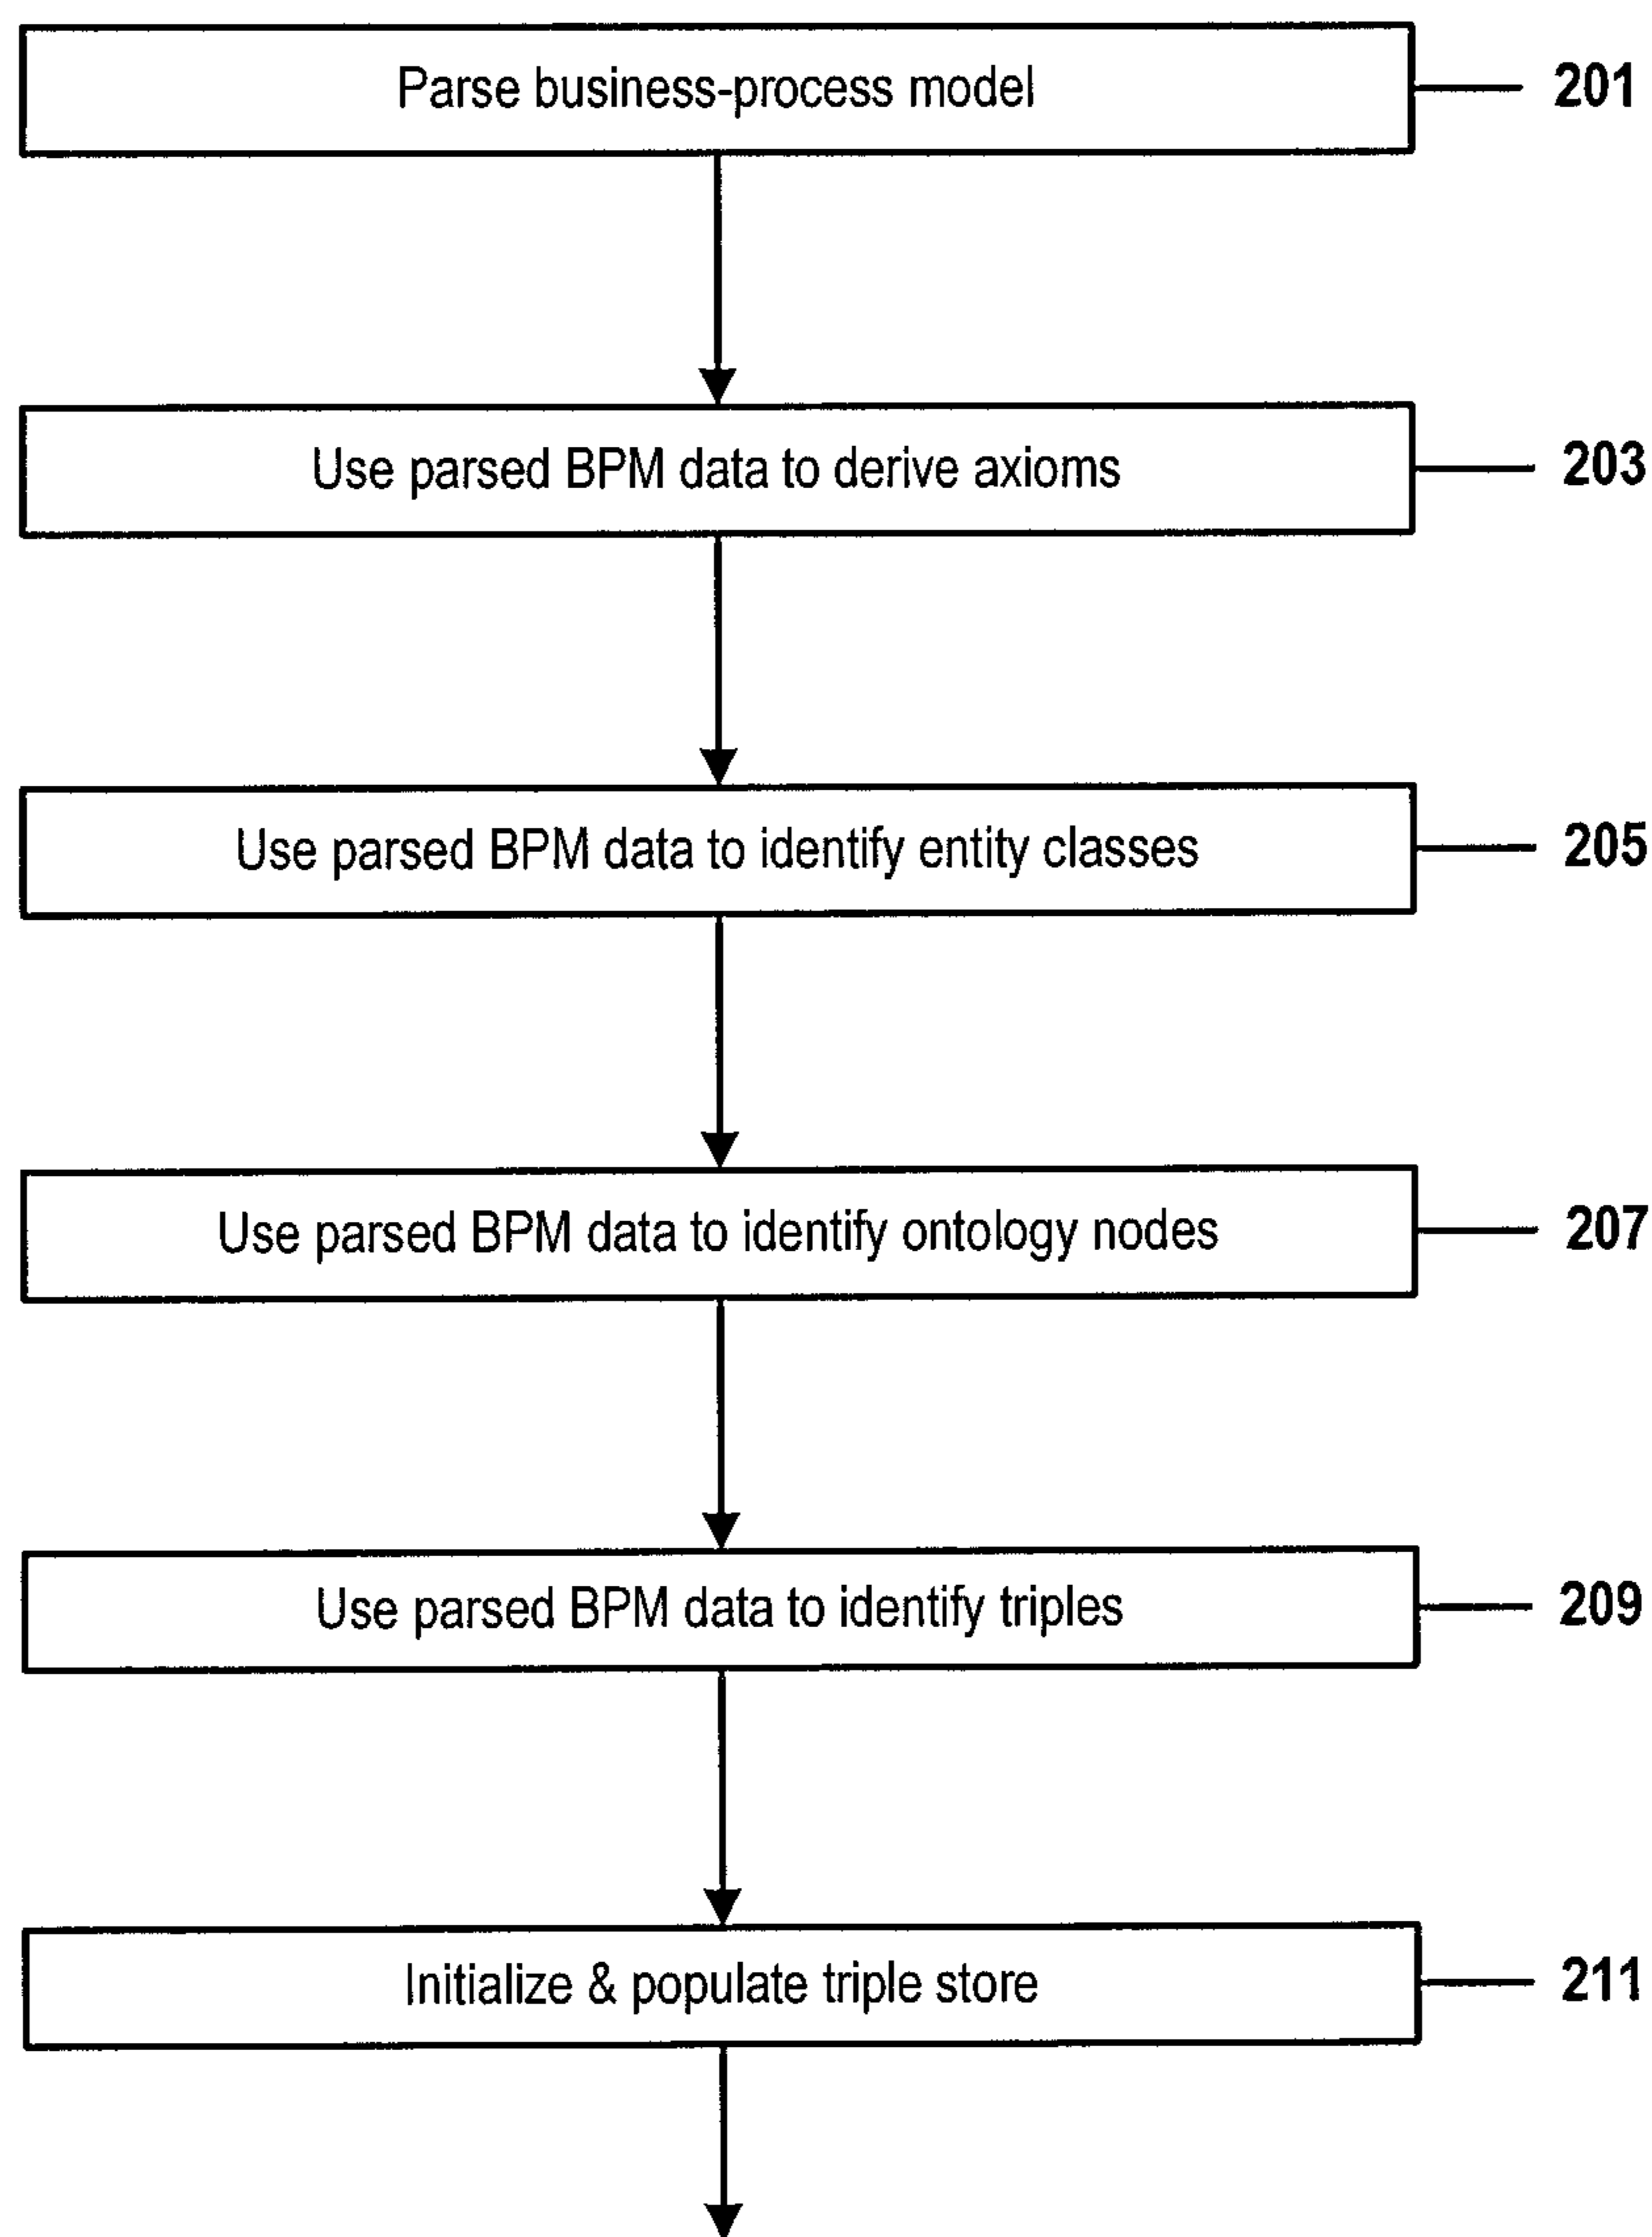 Parse business-process model 201
Use parsed BPM data to derive axioms 203
Use parsed BPM data to identify entity classes 205
Use parsed BPM data to identify ontology nodes 207
Use parsed BPM data to identify triples 209
Initialize & populate triple store 211